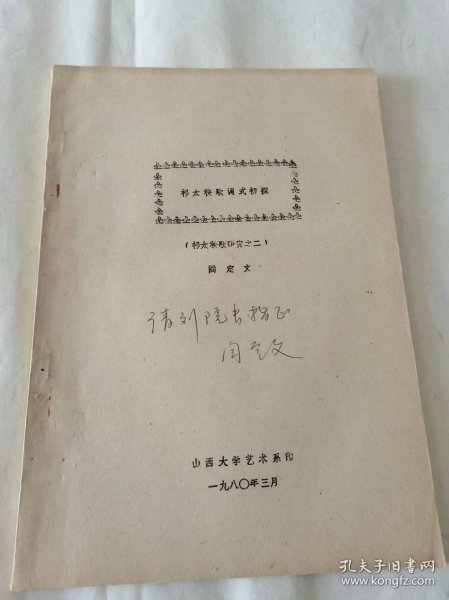 祁太秧歌调式初探
（祁太秧歌研究之二）
阎定文
请刘院长指正
闫定文
山西大学艺术系印
一九八〇年三月
孔夫子旧书网
www.kongfz.com